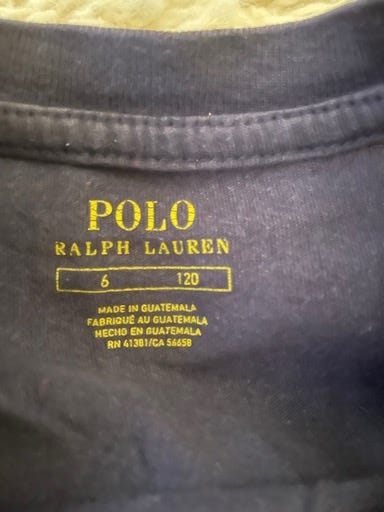 POLO
RALPH LAUREN
6 120
MADE IN GUATEMALA
FABRIQUÉ AU GUATEMALA
HECHO EN GUATEMALA
RN 41381/CA 56658